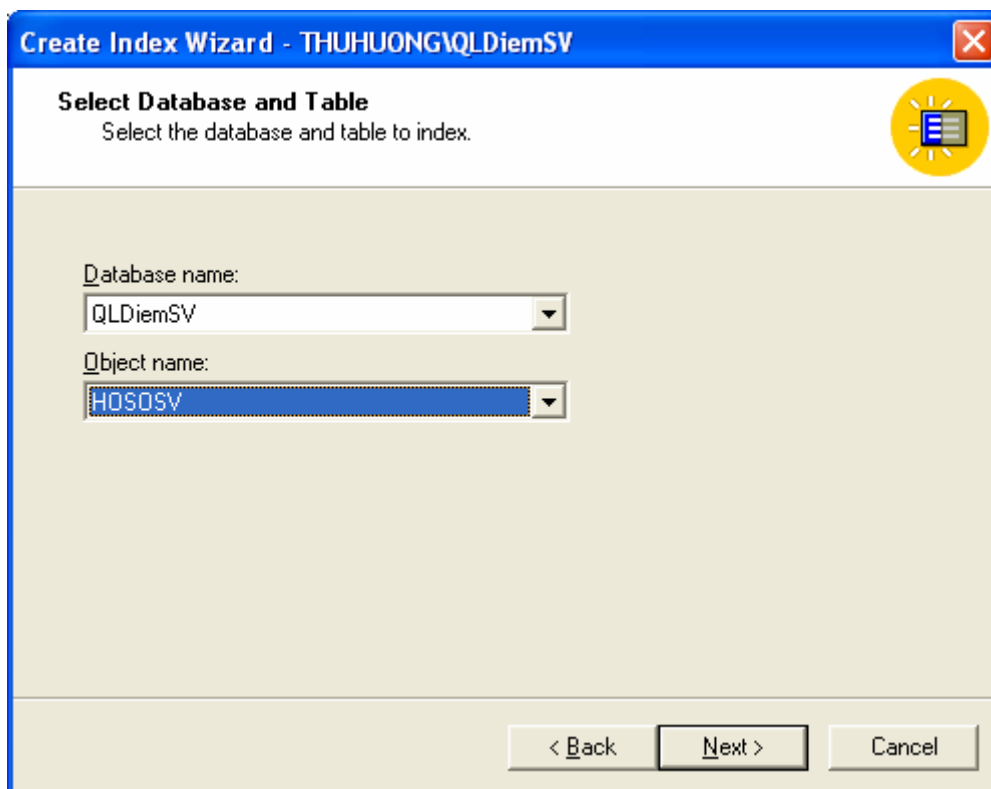 Create Index Wizard - THUHUONG\QLDiemSV
Select Database and Table
Select the database and table to index.
Database name:
QLDiemSV
Object name:
HOSOSV
< Back
Next >
Cancel